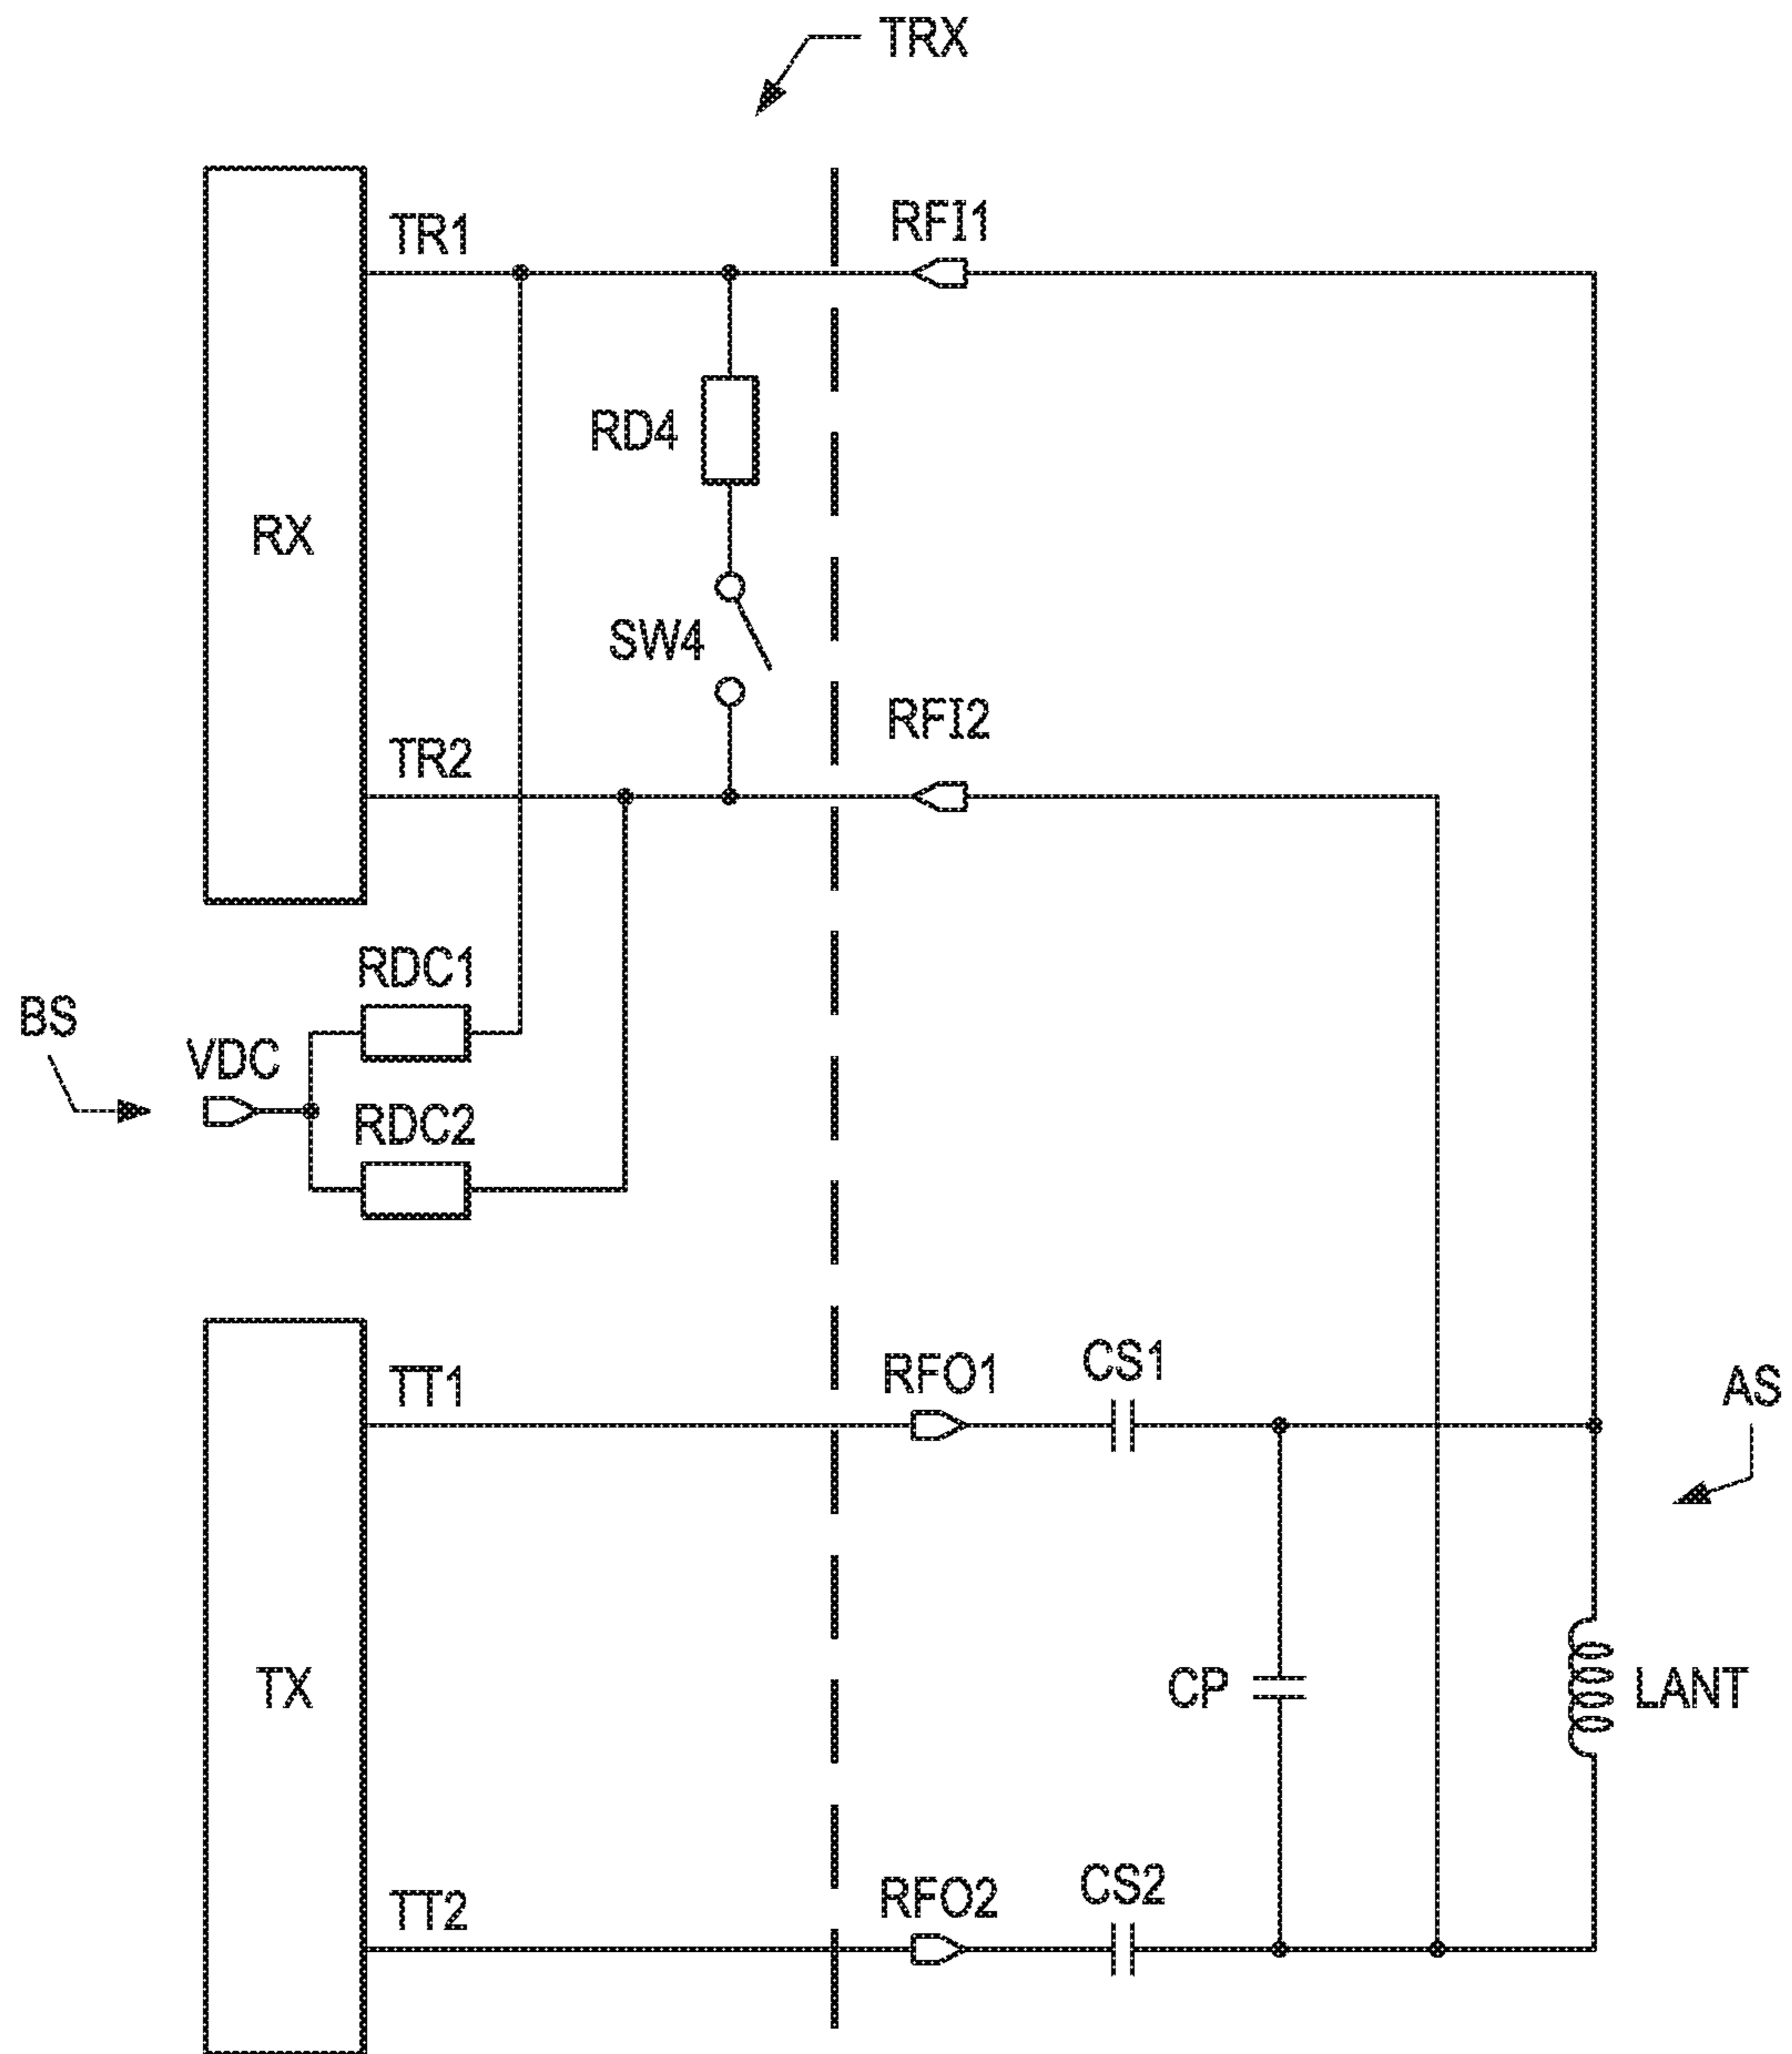 TRX
TR1
RFI1
RD4
RX
SW4
RFI2
TR2
RDC1
BS
VDC
RDC2
TT1
RFO1
CS1
AS
TX
CP
LANT
TT2
RFO2
CS2